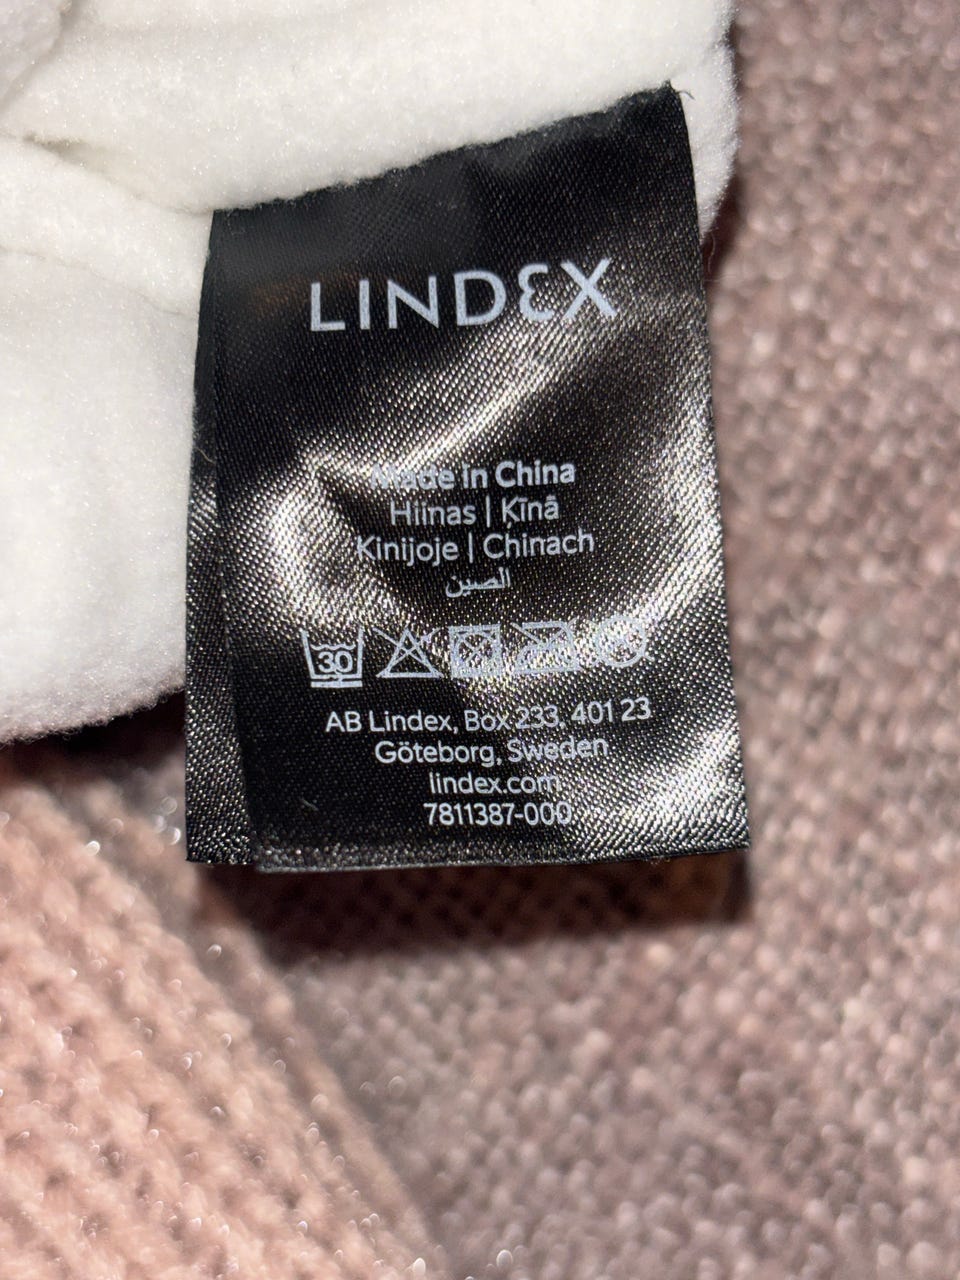 LINDEX
Made in China
Hiinas | Ķīnā
Kinijoje | Chinach
الصين
30
AB Lindex, Box 233, 401 23
Göteborg, Sweden
lindex.com
7811387-000